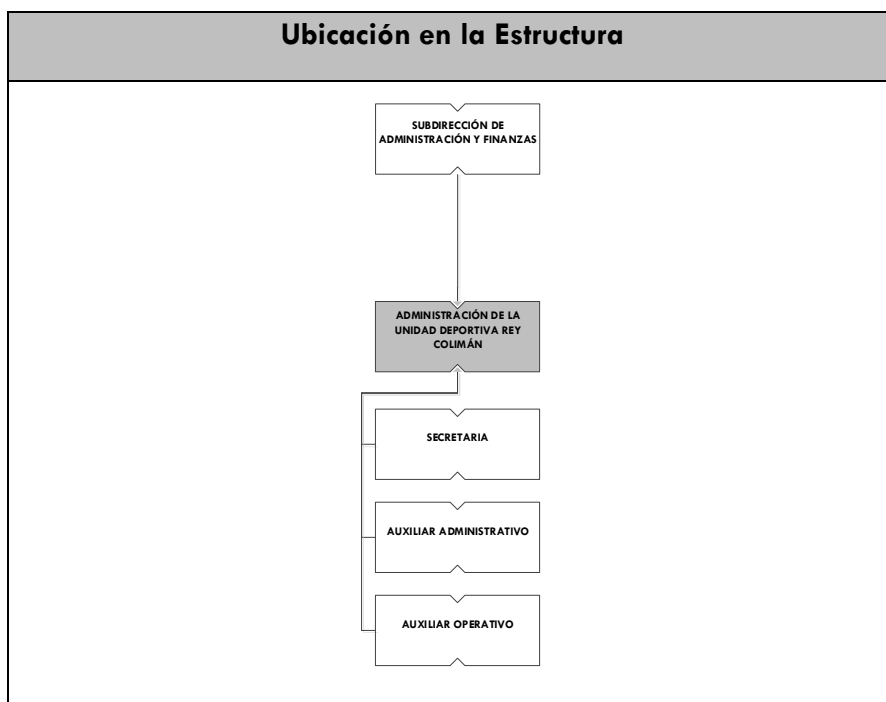 Ubicación en la Estructura
SUBDIRECCIÓN DE
ADMINISTRACIÓN Y FINANZAS
ADMINISTRACIÓN DE LA
UNIDAD DEPORTIVA REY
COLIMÁN
SECRETARIA
AUXILIAR ADMINISTRATIVO
AUXILIAR OPERATIVO